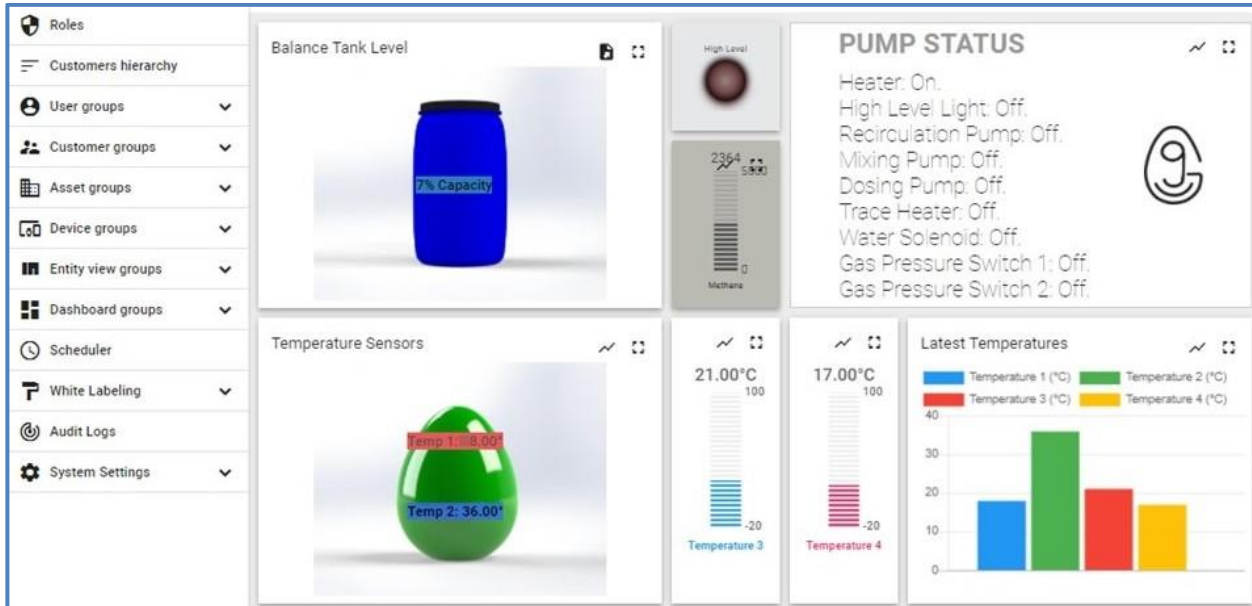 Roles
Customers hierarchy
User groups
Customer groups
Asset groups
Device groups
Entity view groups
Dashboard groups
Scheduler
White Labeling
Audit Logs
System Settings
Balance Tank Level
7% Capacity
High Level
2364
5000
0
Methane
PUMP STATUS
Heater: On.
High Level Light: Off.
Recirculation Pump: Off.
Mixing Pump: Off.
Dosing Pump: Off.
Trace Heater: Off.
Water Solenoid: Off.
Gas Pressure Switch 1: Off.
Gas Pressure Switch 2: Off.
Temperature Sensors
Temp 1:
Temp 2: 36.00°
21.00°C
100
-20
Temperature 3
17.00°C
100
-20
Temperature 4
Latest Temperatures
Temperature 1 (°C) Temperature 2 (°C)
Temperature 3 (°C) Temperature 4 (°C)
40
30
20
10
0